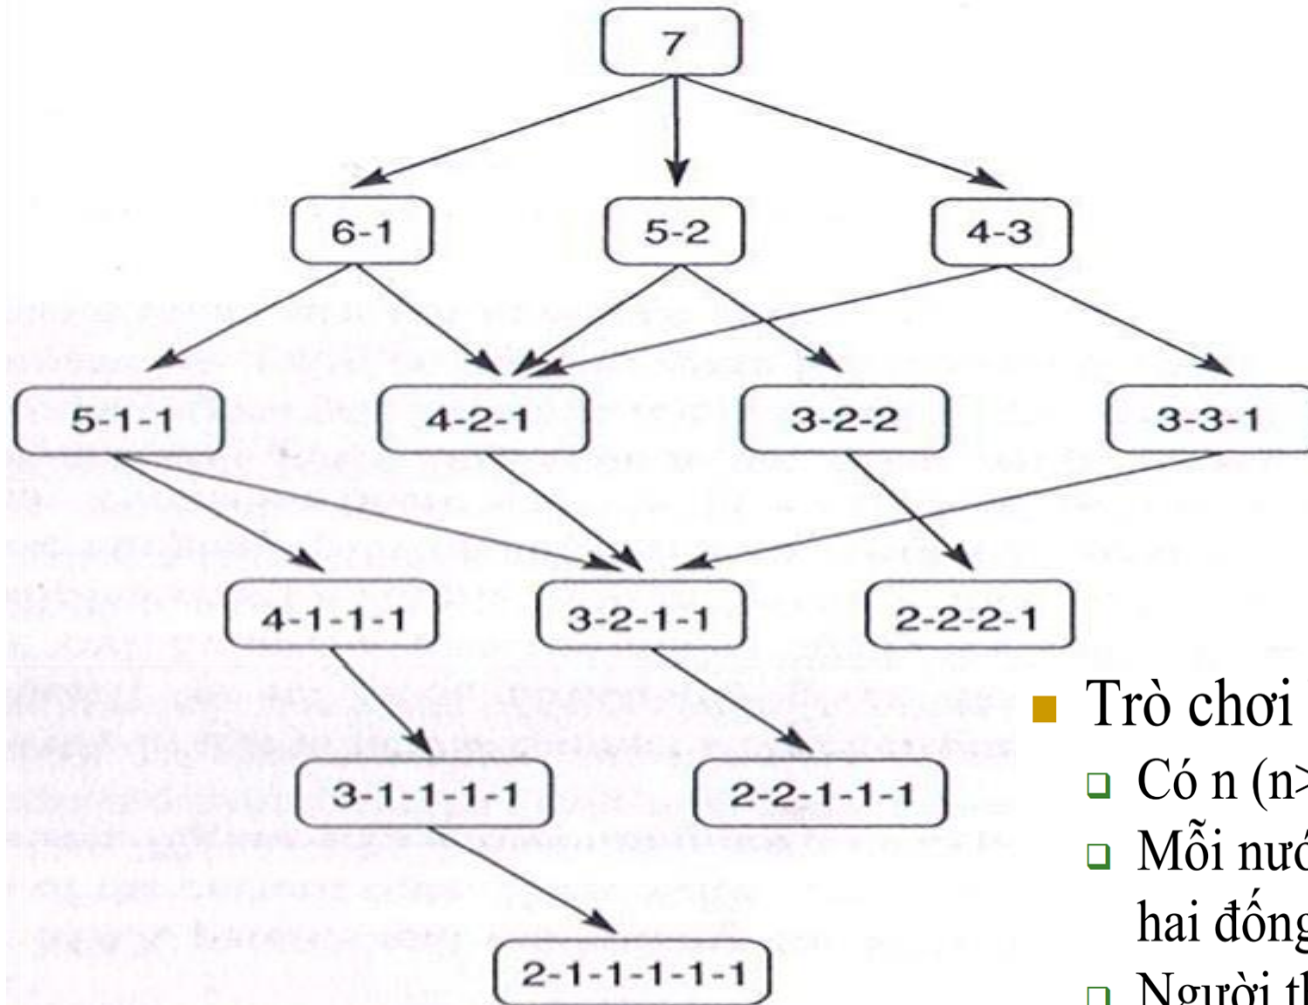 7
6-1 5-2 4-3
5-1-1 4-2-1 3-2-2 3-3-1
4-1-1-1 3-2-1-1 2-2-2-1
Trò chơi
3-1-1-1-1 2-2-1-1-1
Có n (n>
Mỗi nướ
hai đống
2-1-1-1-1-1
Người th